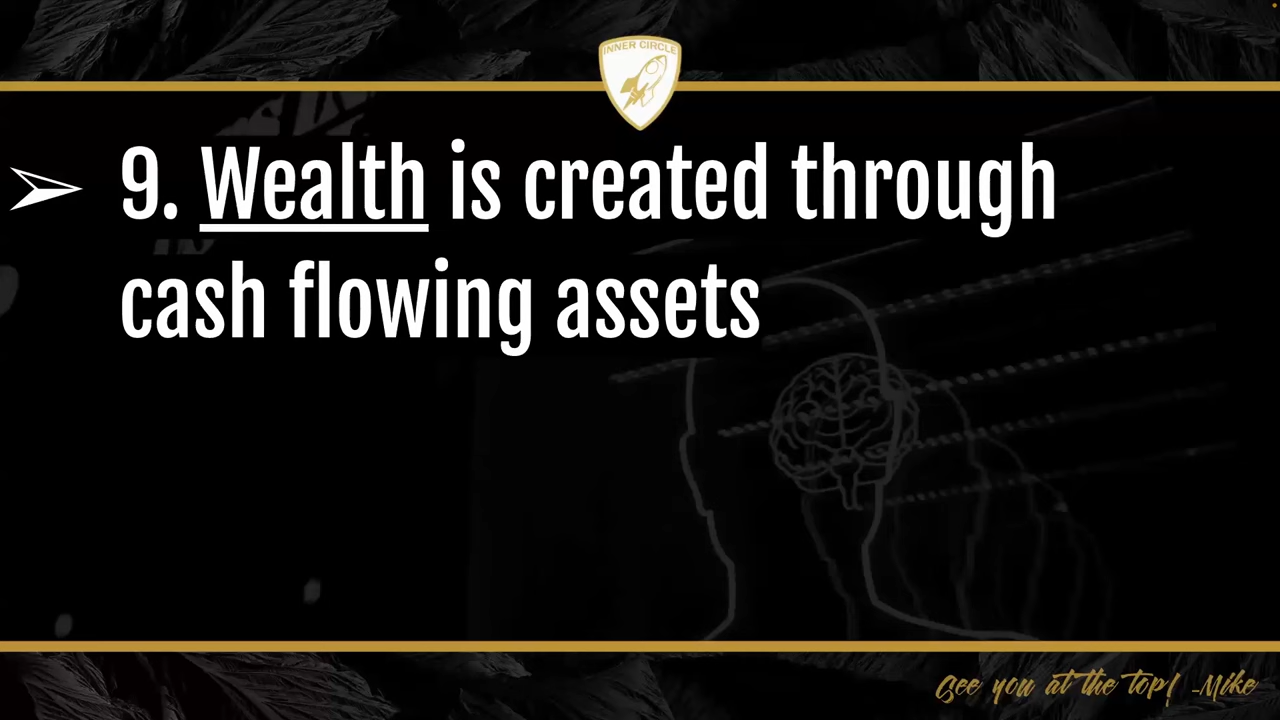 INNER CIRCLE
➢ 9. Wealth is created through
cash flowing assets
See you at the top! -Mike